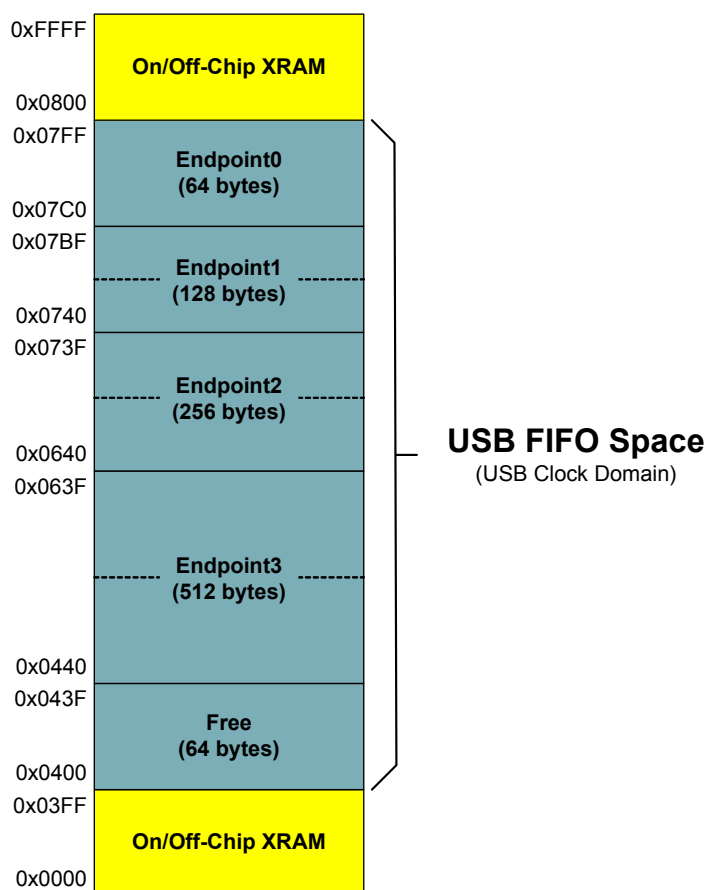 0xFFFF
On/Off-Chip XRAM
0x0800
0x07FF
Endpoint0
(64 bytes)
0x07C0
0x07BF
Endpoint1
(128 bytes)
0x0740
0x073F
Endpoint2
(256 bytes)
0x0640
0x063F
Endpoint3
(512 bytes)
0x0440
0x043F
Free
(64 bytes)
0x0400
0x03FF
On/Off-Chip XRAM
0x0000
USB FIFO Space
(USB Clock Domain)